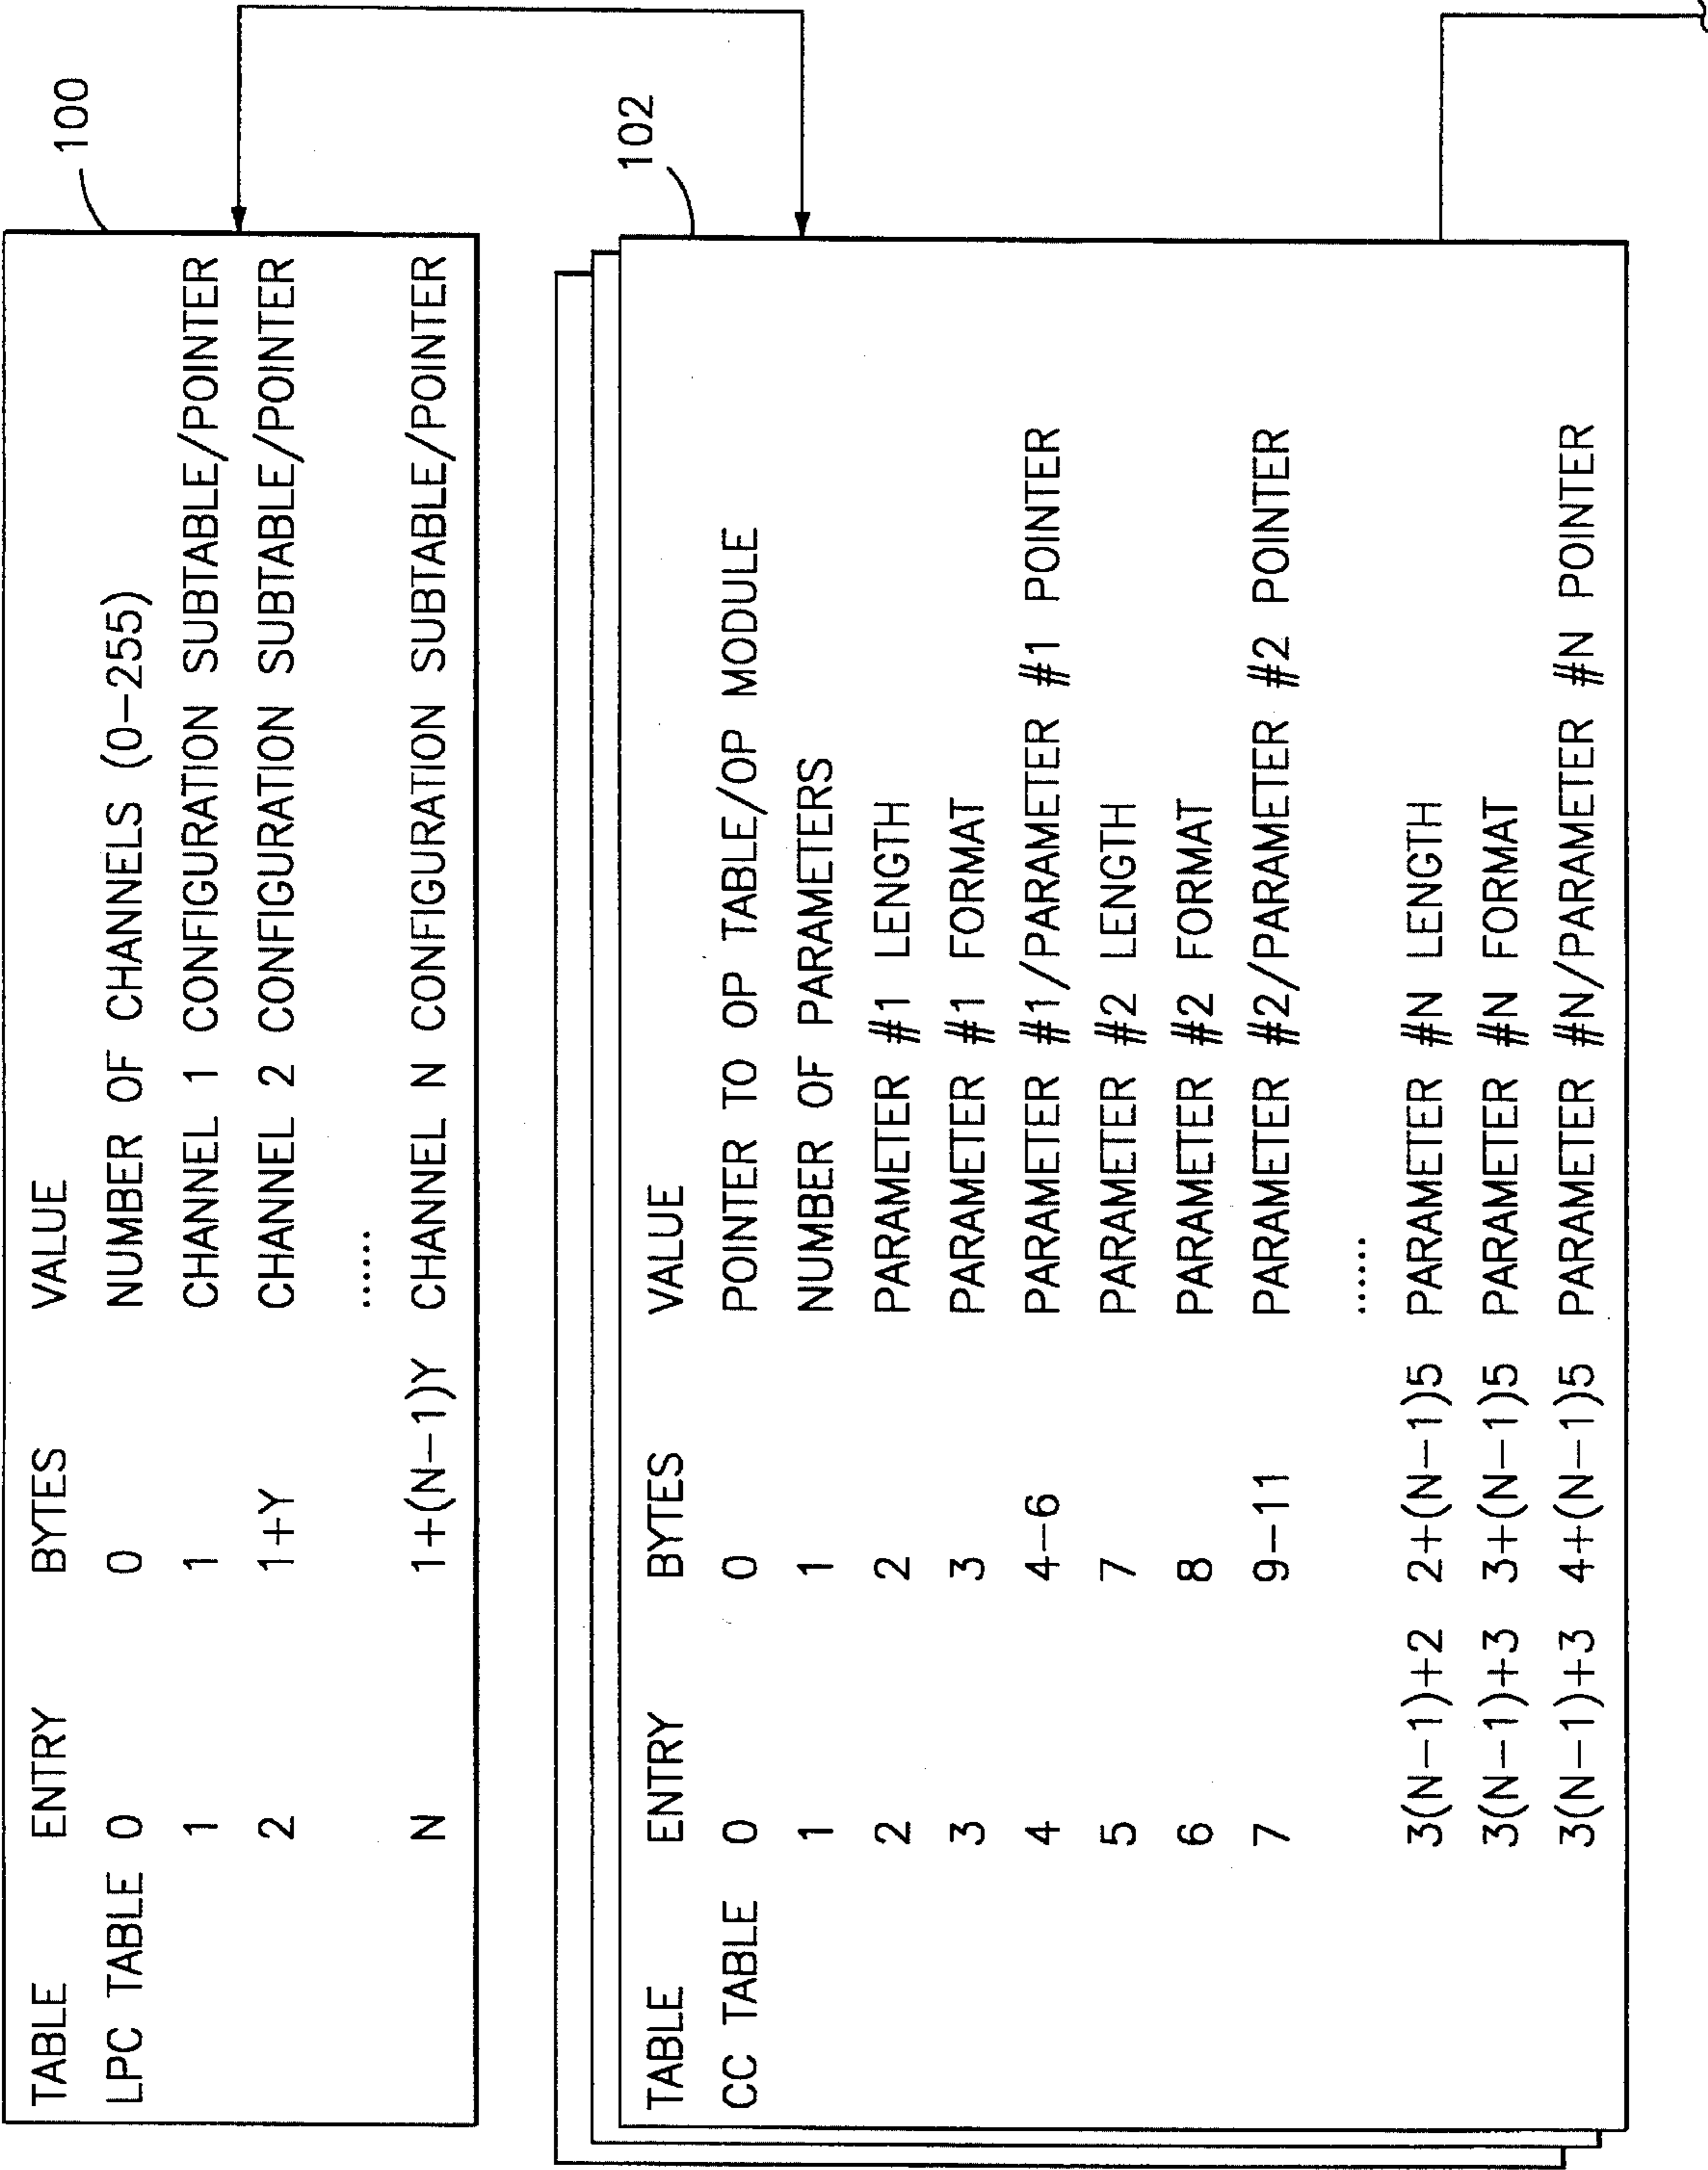 100
TABLE ENTRY BYTES VALUE
LPC TABLE 0 0 NUMBER OF CHANNELS (0-255)
1 1 CHANNEL 1 CONFIGURATION SUBTABLE/POINTER
2 1+Y CHANNEL 2 CONFIGURATION SUBTABLE/POINTER
.....
N 1+(N-1)Y CHANNEL N CONFIGURATION SUBTABLE/POINTER
102
TABLE ENTRY BYTES VALUE
CC TABLE 0 0 POINTER TO OP TABLE/OP MODULE
1 1 NUMBER OF PARAMETERS
2 2 PARAMETER #1 LENGTH
3 3 PARAMETER #1 FORMAT
4 4-6 PARAMETER #1/PARAMETER #1 POINTER
5 7 PARAMETER #2 LENGTH
6 8 PARAMETER #2 FORMAT
7 9-11 PARAMETER #2/PARAMETER #2 POINTER
.....
3(N-1)+2 2+(N-1)5 PARAMETER #N LENGTH
3(N-1)+3 3+(N-1)5 PARAMETER #N FORMAT
3(N-1)+3 4+(N-1)5 PARAMETER #N/PARAMETER #N POINTER